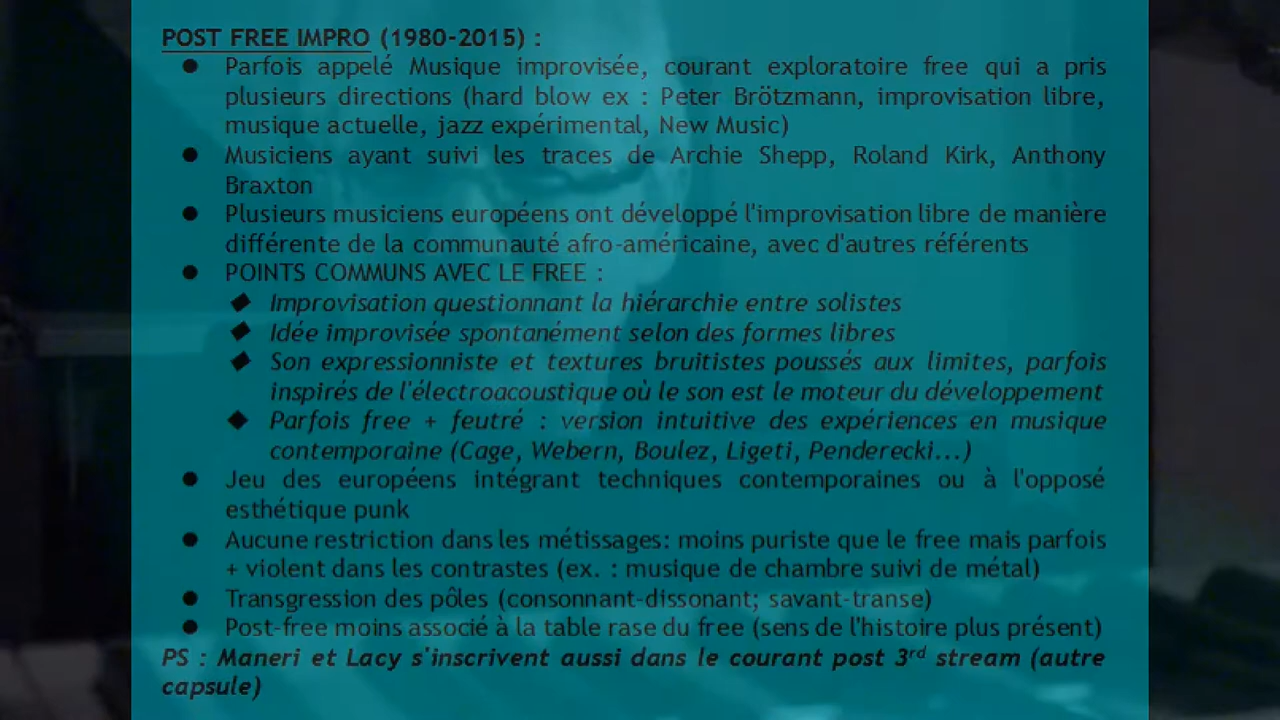 POST FREE IMPRO (1980-2015) :
● Parfois appelé Musique improvisée, courant exploratoire free qui a pris
plusieurs directions (hard blow ex : Peter Brötzmann, improvisation libre,
musique actuelle, jazz expérimental, New Music)
● Musiciens ayant suivi les traces de Archie Shepp, Roland Kirk, Anthony
Braxton
● Plusieurs musiciens européens ont développé l'improvisation libre de manière
différente de la communauté afro-américaine, avec d'autres référents
● POINTS COMMUNS AVEC LE FREE :
◆ Improvisation questionnant la hiérarchie entre solistes
◆ Idée improvisée spontanément selon des formes libres
◆ Son expressionniste et textures bruitistes poussés aux limites, parfois
inspirés de l'électroacoustique où le son est le moteur du développement
◆ Parfois free + feutré : version intuitive des expériences en musique
contemporaine (Cage, Webern, Boulez, Ligeti, Penderecki...)
● Jeu des européens intégrant techniques contemporaines ou à l'opposé
esthétique punk
● Aucune restriction dans les métissages: moins puriste que le free mais parfois
+ violent dans les contrastes (ex. : musique de chambre suivi de métal)
● Transgression des pôles (consonnant-dissonant; savant-transe)
● Post-free moins associé à la table rase du free (sens de l'histoire plus présent)
PS : Maneri et Lacy s'inscrivent aussi dans le courant post 3rd stream (autre
capsule)